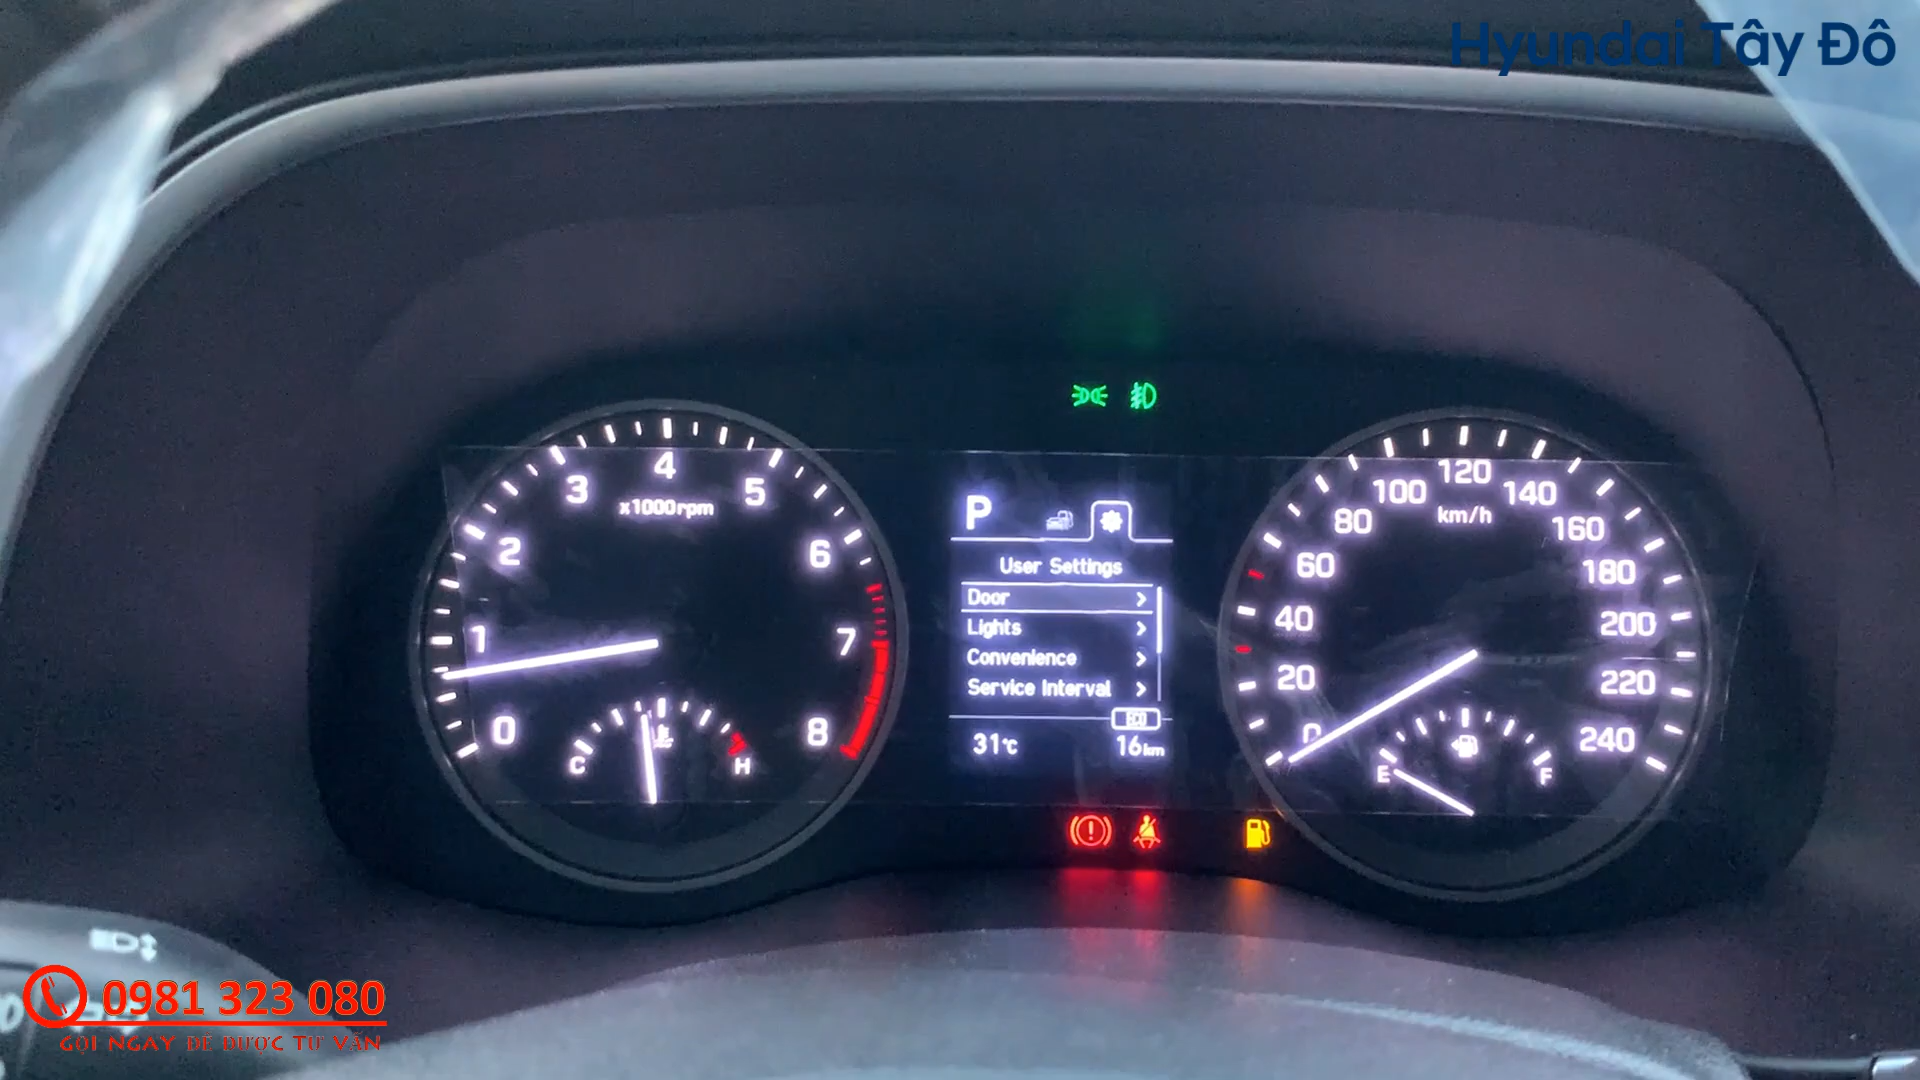 Hyundai Tây Đô
0
1
2
3
4
5
6
7
8
x1000rpm
C
H
P
User Settings
Door >
Lights >
Convenience >
Service Interval >
ECO
31°C
16km
0
20
40
60
80
100
120
140
160
180
200
220
240
km/h
E
F
0981 323 080
GỌI NGAY ĐỂ ĐƯỢC TƯ VẤN